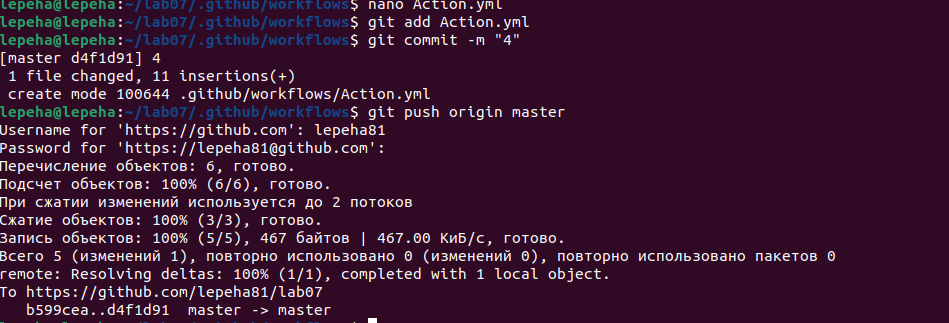 lepeha@lepeha:~/lab07/.github/workflows$ nano Action.yml
lepeha@lepeha:~/lab07/.github/workflows$ git add Action.yml
lepeha@lepeha:~/lab07/.github/workflows$ git commit -m "4"
[master d4f1d91] 4
 1 file changed, 11 insertions(+)
 create mode 100644 .github/workflows/Action.yml
lepeha@lepeha:~/lab07/.github/workflows$ git push origin master
Username for 'https://github.com': lepeha81
Password for 'https://lepeha81@github.com':
Перечисление объектов: 6, готово.
Подсчет объектов: 100% (6/6), готово.
При сжатии изменений используется до 2 потоков
Сжатие объектов: 100% (3/3), готово.
Запись объектов: 100% (5/5), 467 байтов | 467.00 КиБ/с, готово.
Всего 5 (изменений 1), повторно использовано 0 (изменений 0), повторно использовано пакетов 0
remote: Resolving deltas: 100% (1/1), completed with 1 local object.
To https://github.com/lepeha81/lab07
   b599cea..d4f1d91  master -> master
lepeha@lepeha:~/lab07/.github/workflows$